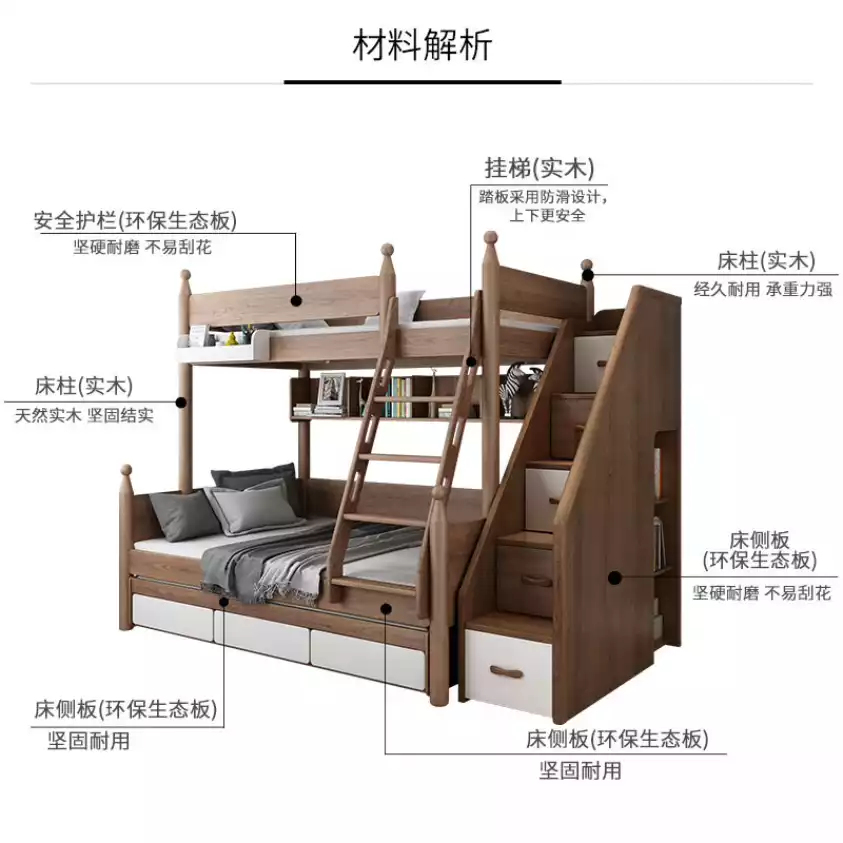 材料解析
挂梯(实木)
踏板采用防滑设计，
上下更安全
安全护栏(环保生态板)
坚硬耐磨 不易刮花
床柱(实木)
经久耐用 承重力强
床柱(实木)
天然实木 坚固结实
床侧板
(环保生态板)
坚硬耐磨 不易刮花
床侧板(环保生态板)
坚固耐用
床侧板(环保生态板)
坚固耐用